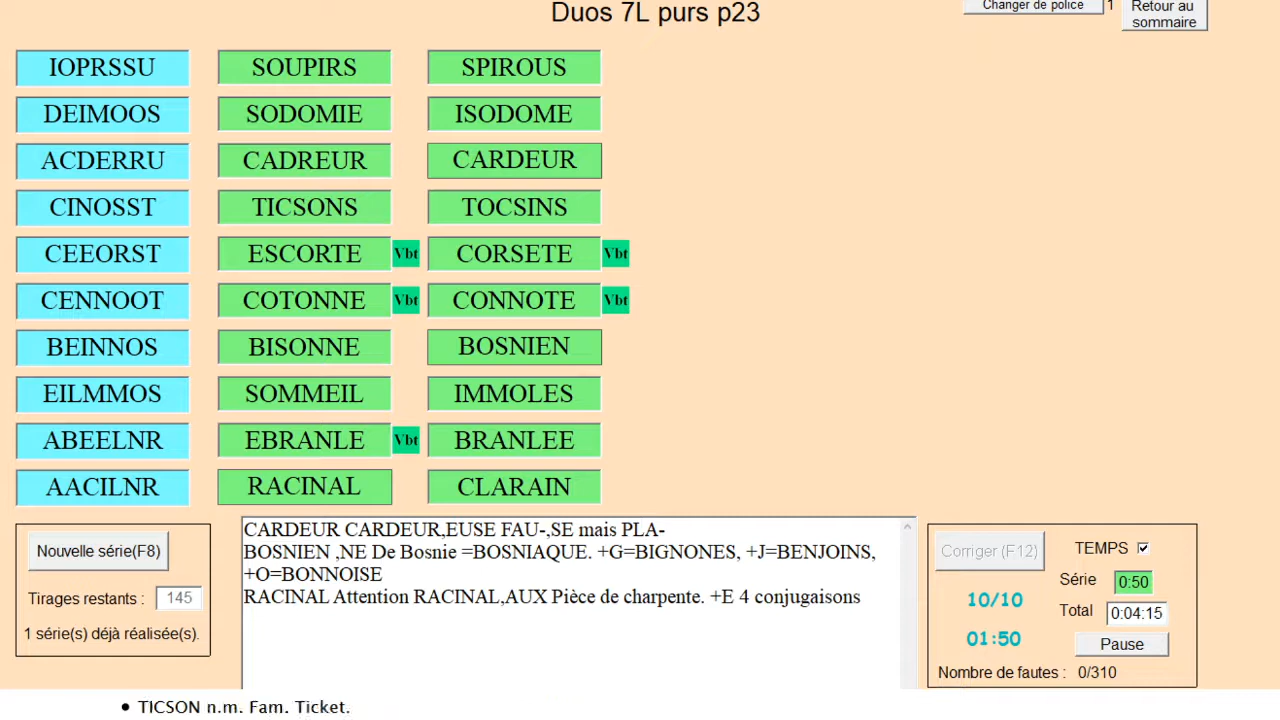 Duos 7L purs p23
Changer de police 1 Retour au
sommaire
IOPRSSU SOUPIRS SPIROUS
DEIMOOS SODOMIE ISODOME
ACDERRU CADREUR CARDEUR
CINOSST TICSONS TOCSINS
CEEORST ESCORTE Vbt CORSETE Vbt
CENNOOT COTONNE Vbt CONNOTE Vbt
BEINNOS BISONNE BOSNIEN
EILMMOS SOMMEIL IMMOLES
ABEELNR EBRANLE Vbt BRANLEE
AACILNR RACINAL CLARAIN
Nouvelle série(F8)
Tirages restants : 145
1 série(s) déjà réalisée(s).
CARDEUR CARDEUR,EUSE FAU-,SE mais PLA-
BOSNIEN ,NE De Bosnie =BOSNIAQUE. +G=BIGNONES, +J=BENJOINS,
+O=BONNOISE
RACINAL Attention RACINAL,AUX Pièce de charpente. +E 4 conjugaisons
Corriger (F12) TEMPS
Série 0:50
10/10
Total 0:04:15
01:50
Pause
Nombre de fautes : 0/310
• TICSON n.m. Fam. Ticket.